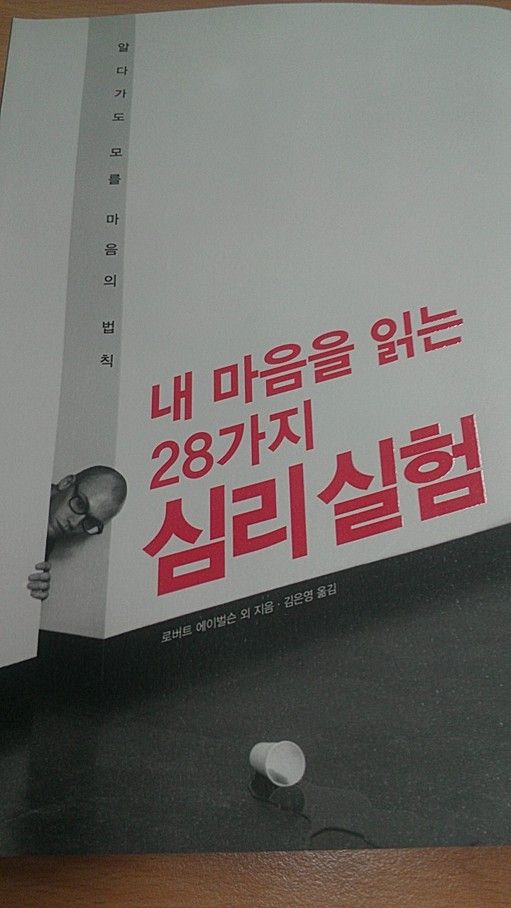 알다가도 모를 마음의 법칙
내 마음을 읽는
28가지
심리 실험
로버트 에이벌슨 외 지음 · 김은영 옮김